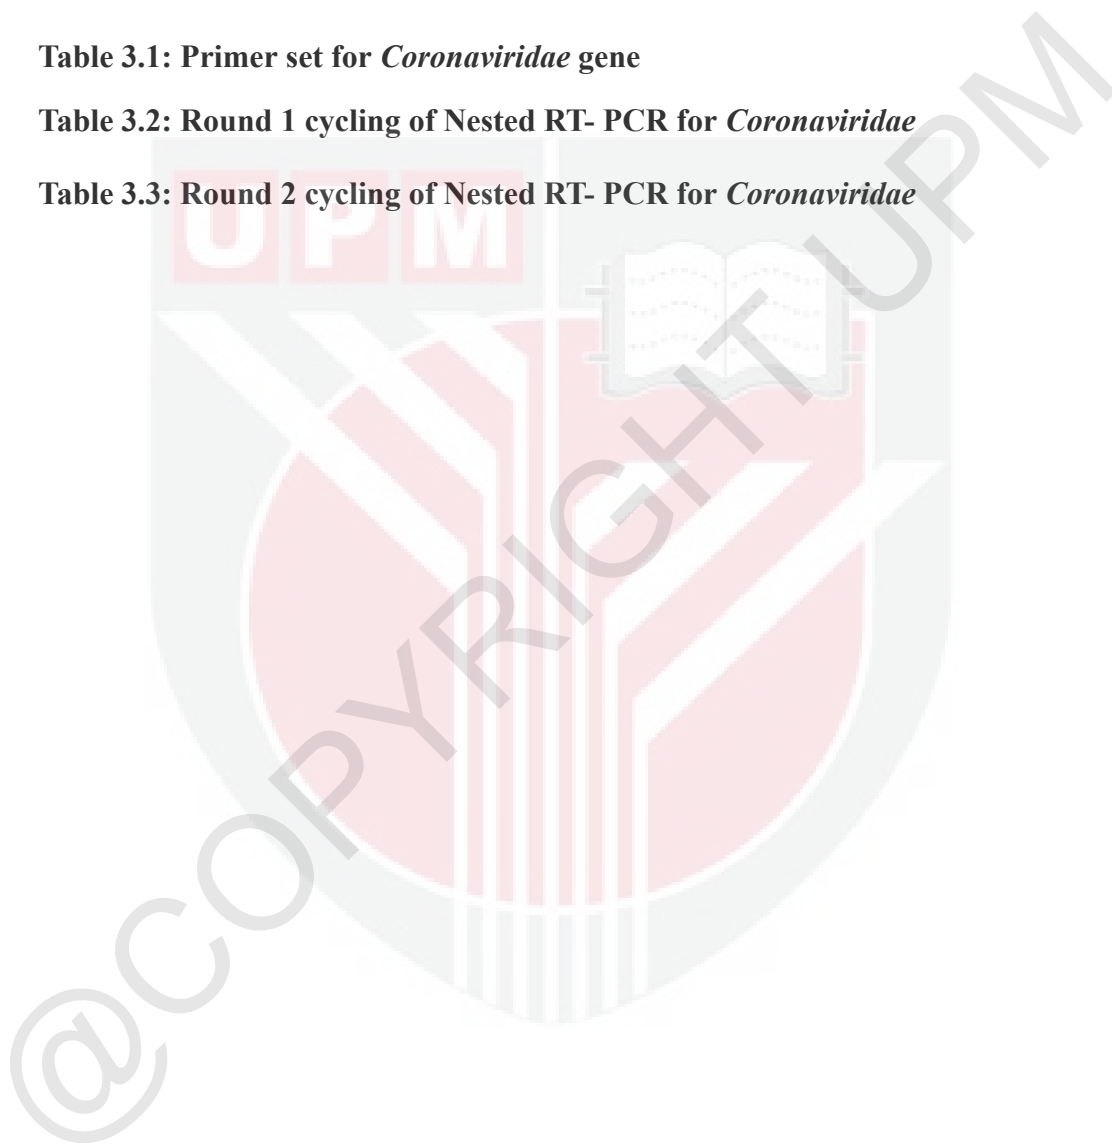 Table 3.1: Primer set for Coronaviridae gene
Table 3.2: Round 1 cycling of Nested RT- PCR for Coronaviridae
Table 3.3: Round 2 cycling of Nested RT- PCR for Coronaviridae
UPM
@COPYRIGHT UPM